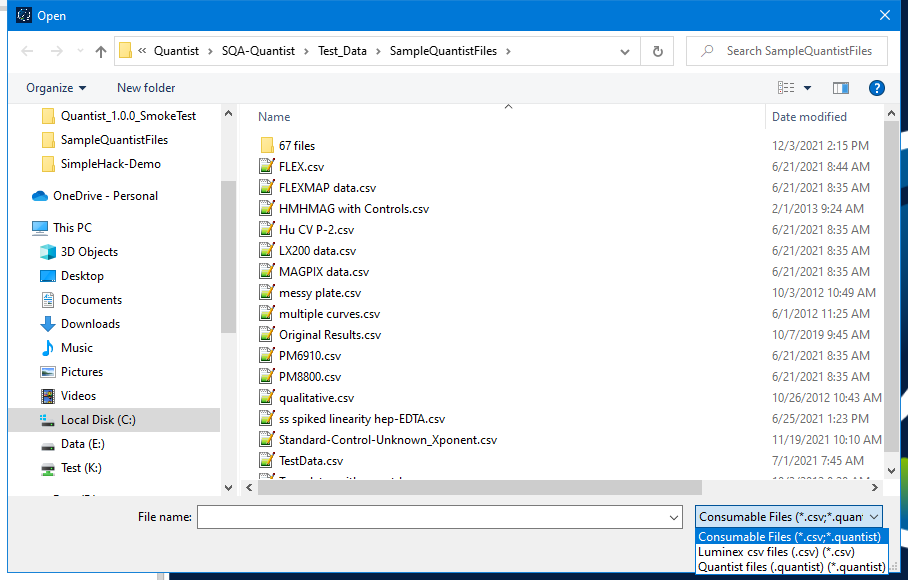 Open
« Quantist > SQA-Quantist > Test_Data > SampleQuantistFiles >
Search SampleQuantistFiles
Organize
New folder
Quantist_1.0.0_SmokeTest
SampleQuantistFiles
SimpleHack-Demo
OneDrive - Personal
This PC
3D Objects
Desktop
Documents
Downloads
Music
Pictures
Videos
Local Disk (C:)
Data (E:)
Test (K:)
Name Date modified
67 files 12/3/2021 2:15 PM
FLEX.csv 6/21/2021 8:44 AM
FLEXMAP data.csv 6/21/2021 8:35 AM
HMHMAG with Controls.csv 2/1/2013 9:24 AM
Hu CV P-2.csv 6/21/2021 8:35 AM
LX200 data.csv 6/21/2021 8:35 AM
MAGPIX data.csv 6/21/2021 8:35 AM
messy plate.csv 10/3/2012 10:49 AM
multiple curves.csv 6/1/2012 11:25 AM
Original Results.csv 10/7/2019 9:45 AM
PM6910.csv 6/21/2021 8:35 AM
PM8800.csv 6/21/2021 8:35 AM
qualitative.csv 10/26/2012 10:43 AM
ss spiked linearity hep-EDTA.csv 6/25/2021 1:23 PM
Standard-Control-Unknown_Xponent.csv 11/19/2021 10:10 AM
TestData.csv 7/1/2021 7:45 AM
File name:
Consumable Files (*.csv;*.quant
Consumable Files (*.csv;*.quantist)
Luminex csv files (.csv) (*.csv)
Quantist files (.quantist) (*.quantist)